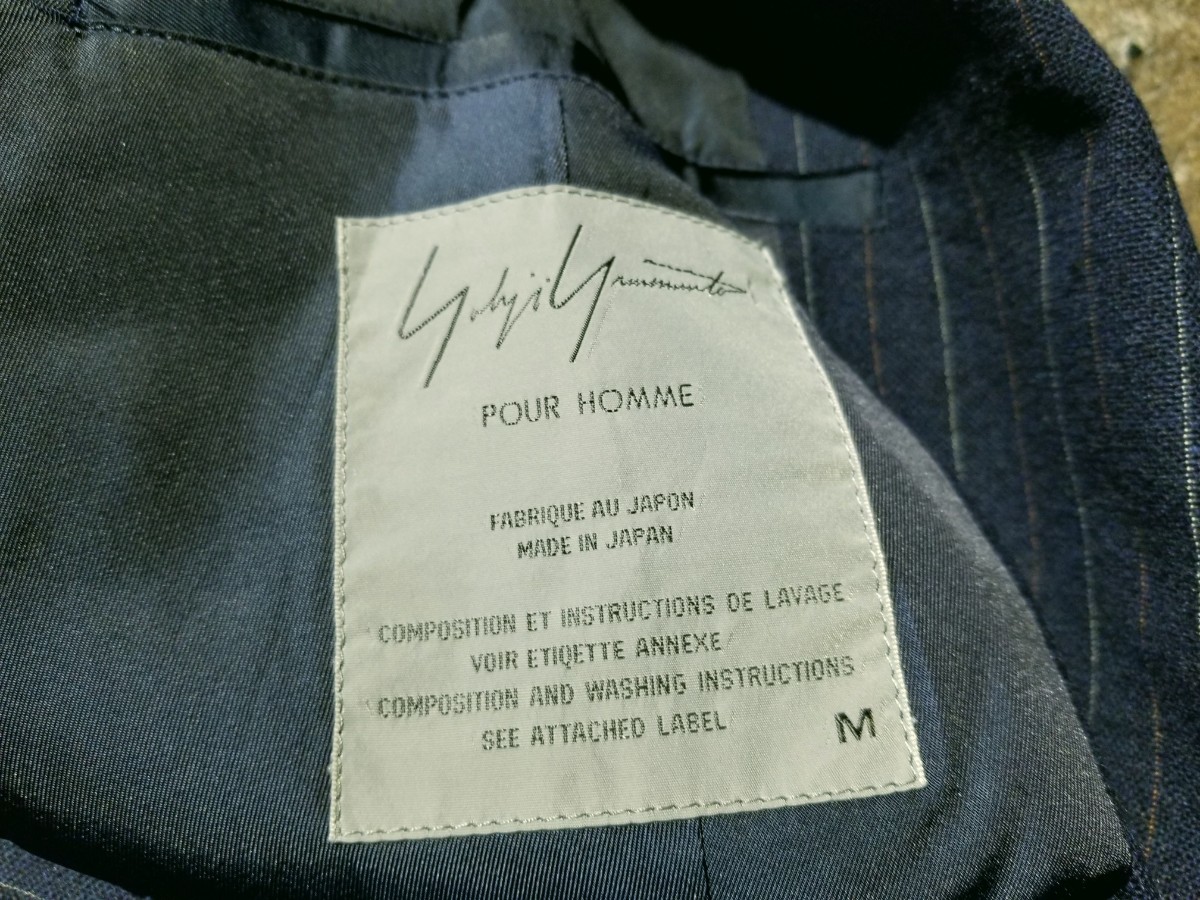 Yohji Yamamoto
POUR HOMME
FABRIQUE AU JAPON
MADE IN JAPAN
COMPOSITION ET INSTRUCTIONS DE LAVAGE
VOIR ETIQETTE ANNEXE
COMPOSITION AND WASHING INSTRUCTIONS
SEE ATTACHED LABEL
M